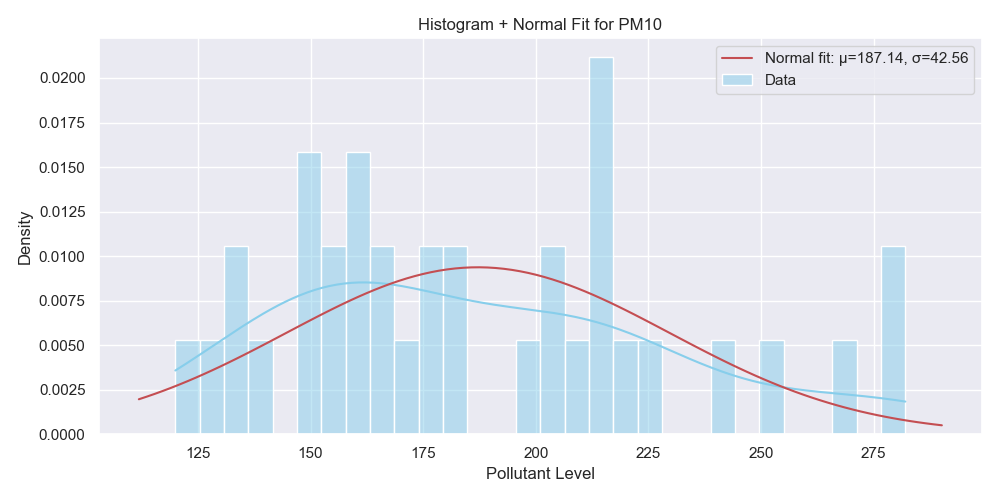 Histogram + Normal Fit for PM10
Normal fit: μ=187.14, σ=42.56
Data
Density
0.0200
0.0175
0.0150
0.0125
0.0100
0.0075
0.0050
0.0025
0.0000
125 150 175 200 225 250 275
Pollutant Level